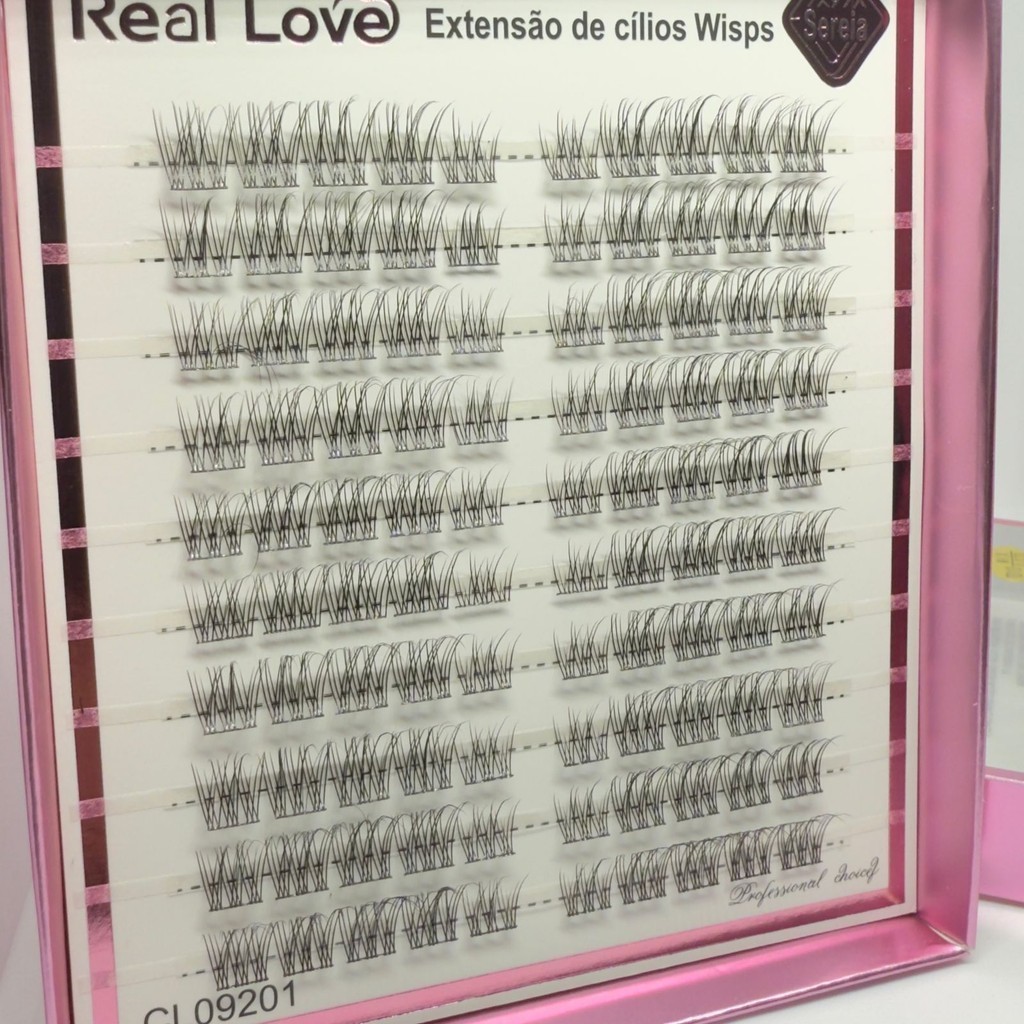 Real Love
Extensão de cílios Wisps
Sereia
Professional choice
CL09201